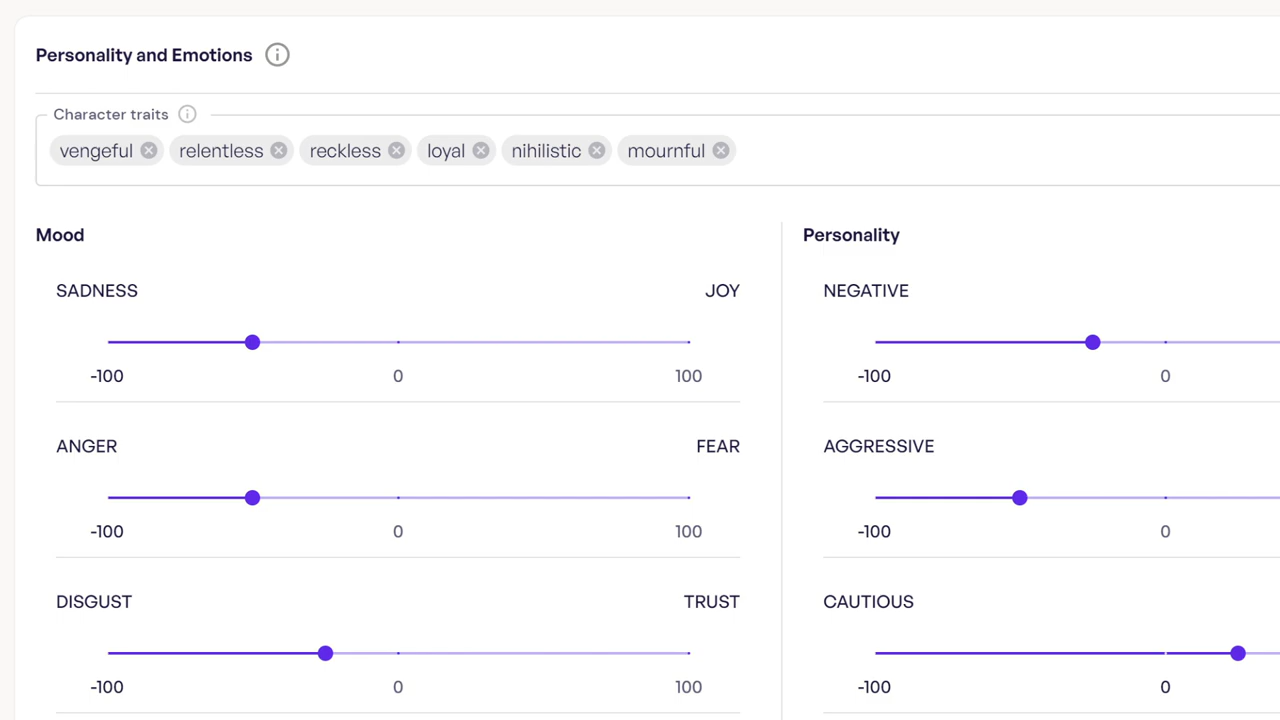 Personality and Emotions
Character traits
vengeful relentless reckless loyal nihilistic mournful
Mood
SADNESS JOY
-100 0 100
ANGER FEAR
-100 0 100
DISGUST TRUST
-100 0 100
Personality
NEGATIVE
-100 0
AGGRESSIVE
-100 0
CAUTIOUS
-100 0